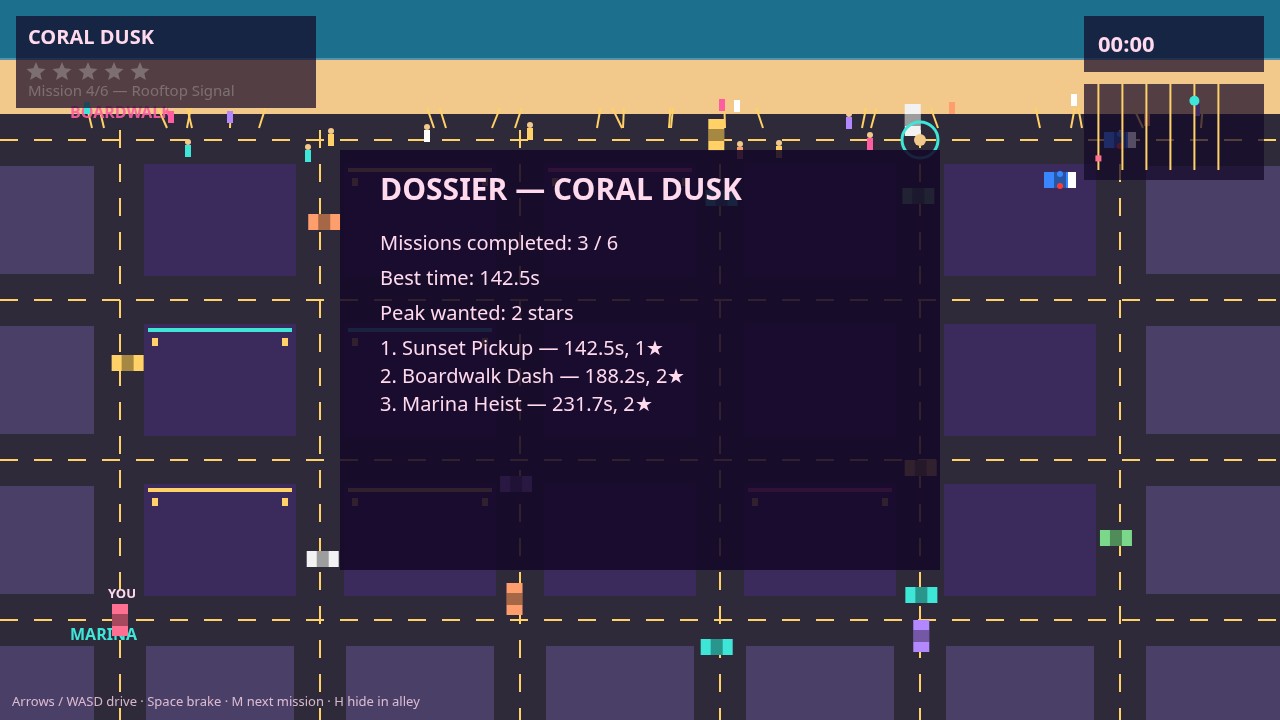 CORAL DUSK
Mission 4/6 — Rooftop Signal
00:00
BOARDWALK
DOSSIER — CORAL DUSK
Missions completed: 3 / 6
Best time: 142.5s
Peak wanted: 2 stars
1. Sunset Pickup — 142.5s, 1★
2. Boardwalk Dash — 188.2s, 2★
3. Marina Heist — 231.7s, 2★
YOU
MARINA
Arrows / WASD drive · Space brake · M next mission · H hide in alley